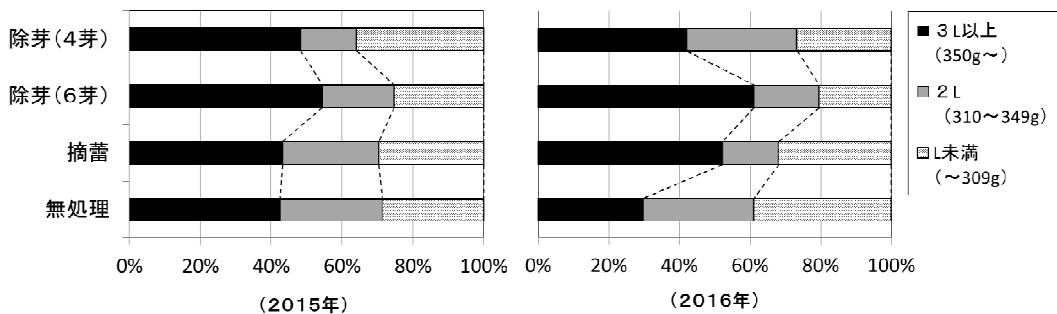 除芽（4芽）
除芽（6芽）
摘蕾
無処理
0% 20% 40% 60% 80% 100%
（2015年）
0% 20% 40% 60% 80% 100%
（2016年）
３L以上
（350g～）
２L
（310～349g）
L未満
（～309g）